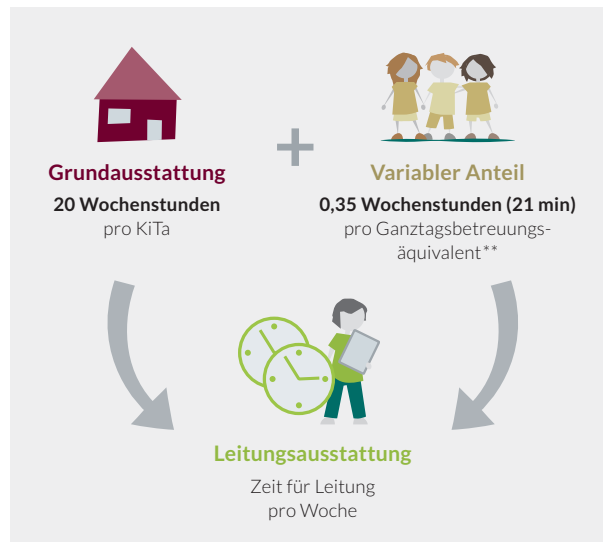 +
Grundausstattung
20 Wochenstunden
pro KiTa
Variabler Anteil
0,35 Wochenstunden (21 min)
pro Ganztagsbetreuungs-
äquivalent**
Leitungsausstattung
Zeit für Leitung
pro Woche